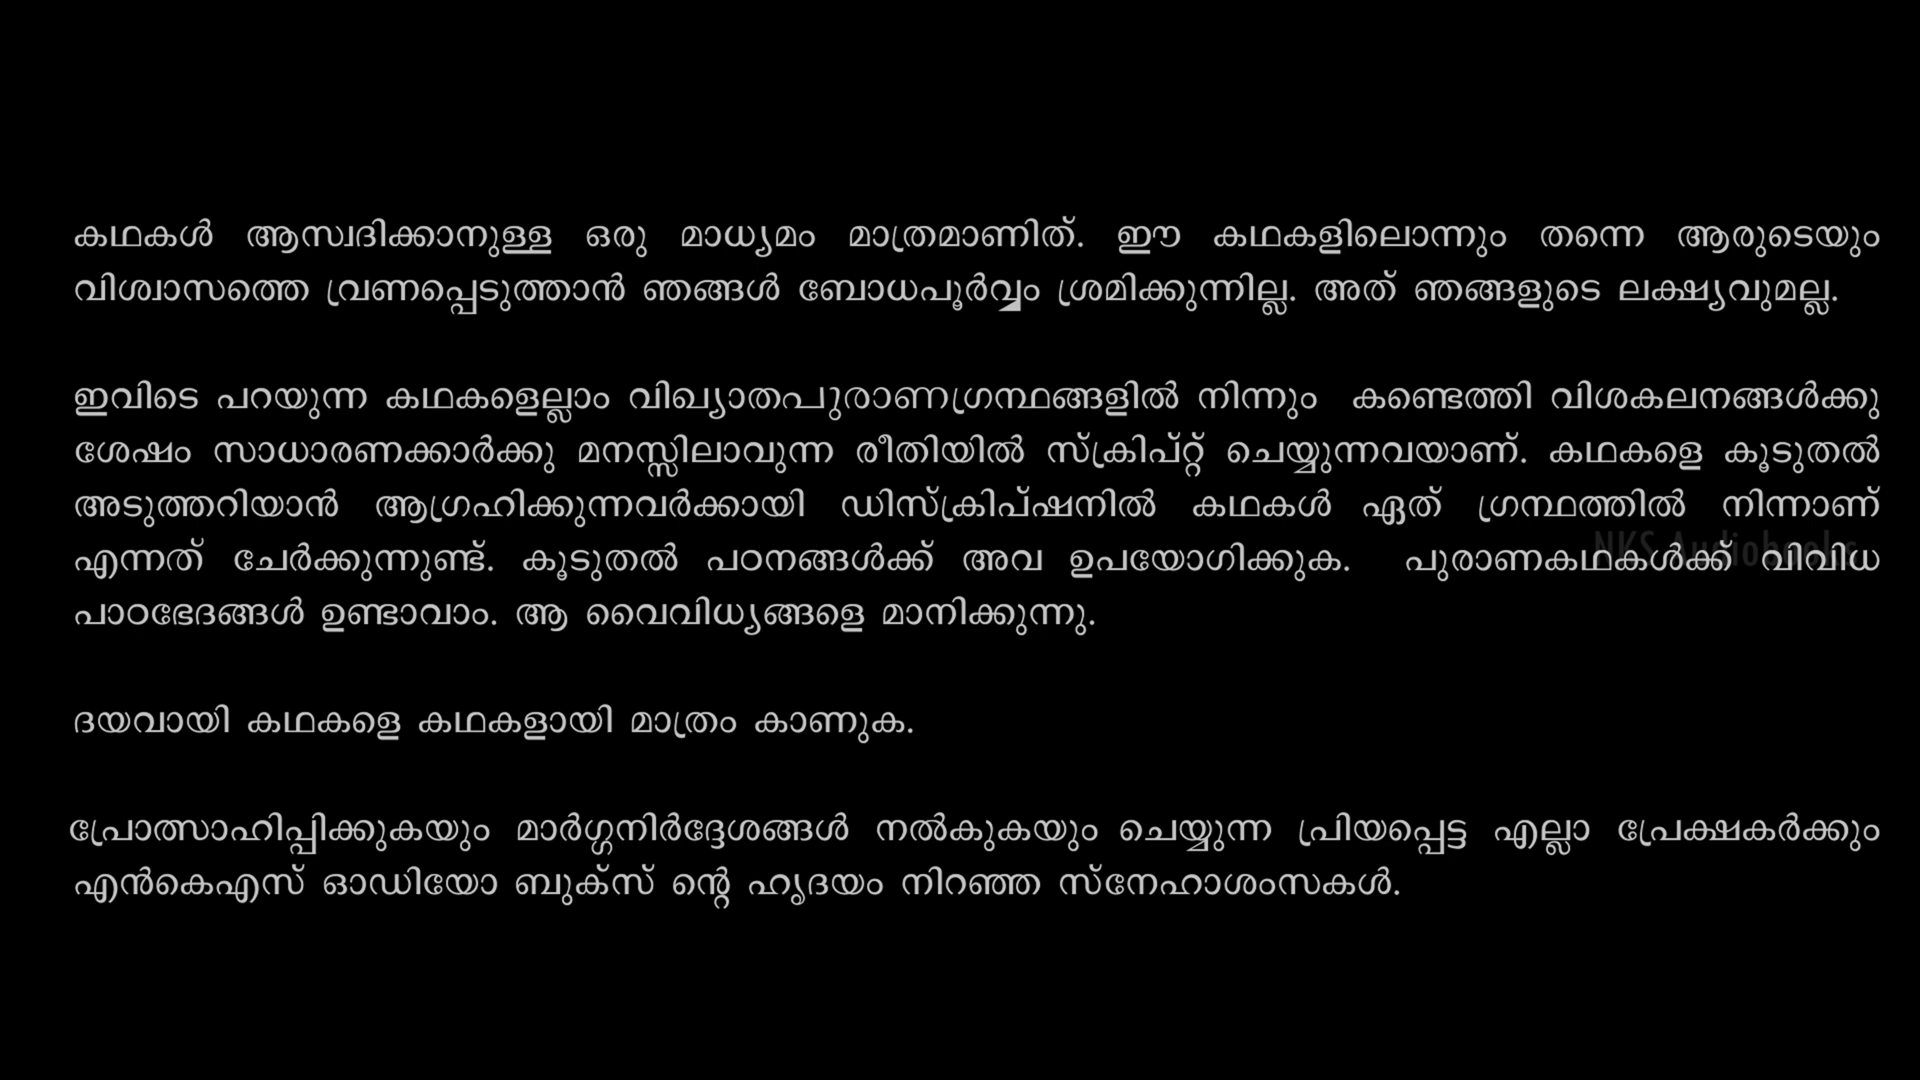 കഥകൾ ആസ്വദിക്കാനുള്ള ഒരു മാധ്യമം മാത്രമാണിത്. ഈ കഥകളിലൊന്നും തന്നെ ആരുടെയും
വിശ്വാസത്തെ വ്രണപ്പെടുത്താൻ ഞങ്ങൾ ബോധപൂർവ്വം ശ്രമിക്കുന്നില്ല. അത് ഞങ്ങളുടെ ലക്ഷ്യവുമല്ല.
ഇവിടെ പറയുന്ന കഥകളെല്ലാം വിഖ്യാതപുരാണഗ്രന്ഥങ്ങളിൽ നിന്നും കണ്ടെത്തി വിശകലനങ്ങൾക്കു
ശേഷം സാധാരണക്കാർക്കു മനസ്സിലാവുന്ന രീതിയിൽ സ്ക്രിപ്റ്റ് ചെയ്യുന്നവയാണ്. കഥകളെ കൂടുതൽ
അടുത്തറിയാൻ ആഗ്രഹിക്കുന്നവർക്കായി ഡിസ്ക്രിപ്ഷനിൽ കഥകൾ ഏത് ഗ്രന്ഥത്തിൽ നിന്നാണ്
എന്നത് ചേർക്കുന്നുണ്ട്. കൂടുതൽ പഠനങ്ങൾക്ക് അവ ഉപയോഗിക്കുക. പുരാണകഥകൾക്ക് വിവിധ
NKS Audiobooks
പാഠഭേദങ്ങൾ ഉണ്ടാവാം. ആ വൈവിധ്യങ്ങളെ മാനിക്കുന്നു.
ദയവായി കഥകളെ കഥകളായി മാത്രം കാണുക.
പ്രോത്സാഹിപ്പിക്കുകയും മാർഗ്ഗനിർദ്ദേശങ്ങൾ നൽകുകയും ചെയ്യുന്ന പ്രിയപ്പെട്ട എല്ലാ പ്രേക്ഷകർക്കും
എൻകെഎസ് ഓഡിയോ ബുക്സ് ന്റെ ഹൃദയം നിറഞ്ഞ സ്നേഹാശംസകൾ.